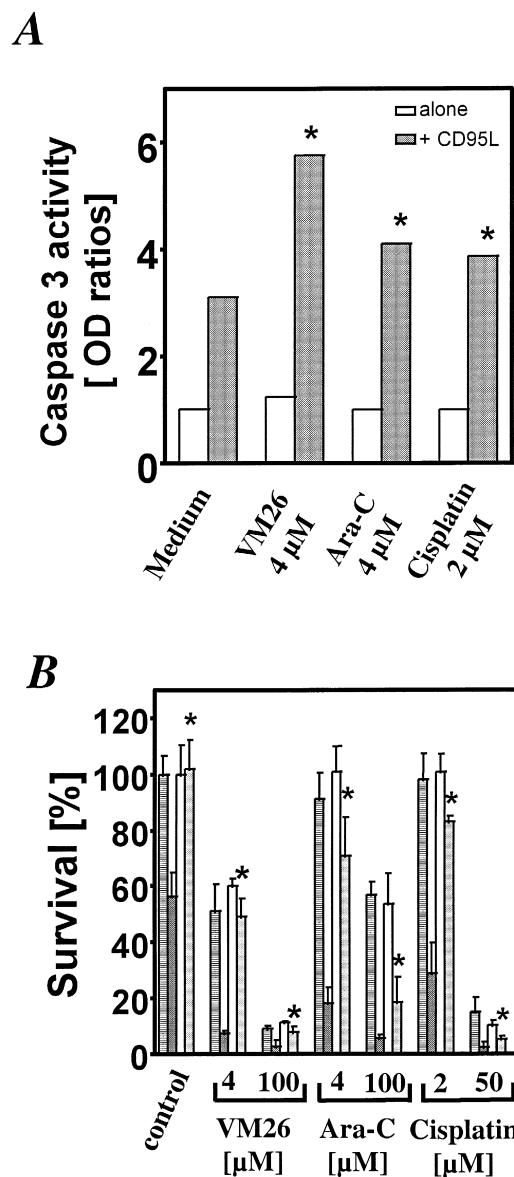 A
Caspase 3 activity
[ OD ratios]
6
4
2
0
alone
+ CD95L
*
*
*
Medium
VM26
4 µM
Ara-C
4 µM
Cisplatin
2 µM
B
Survival [%]
120
100
80
60
40
20
0
*
*
*
*
*
*
*
control
4 100 4 100 2 50
VM26 Ara-C Cisplatin
[µM] [µM] [µM]